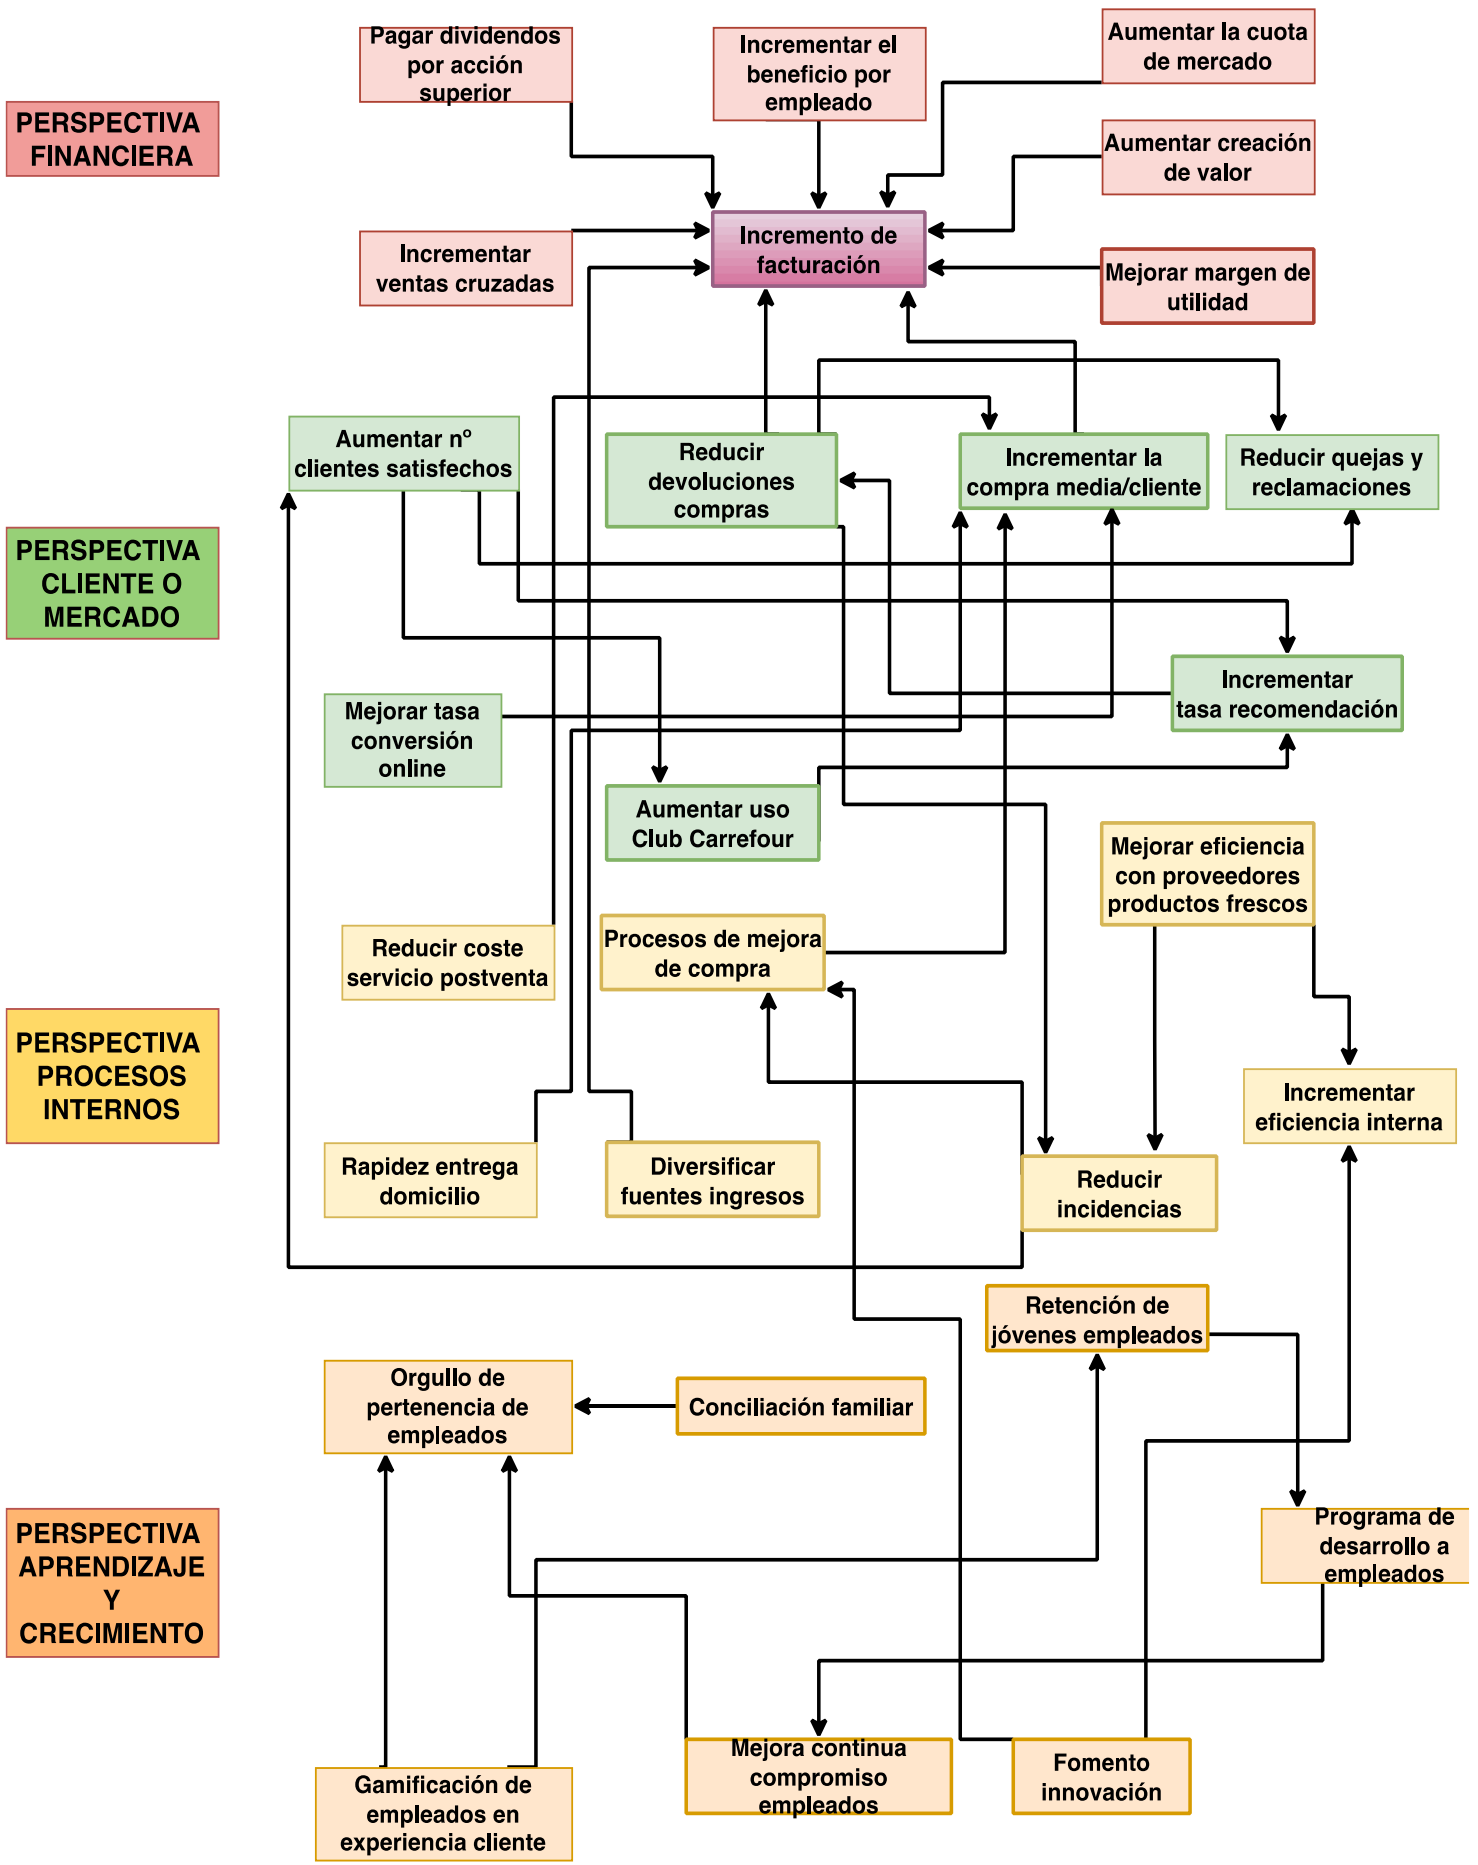 Pagar dividendos
por acción
superior
Incrementar el
beneficio por
empleado
Aumentar la cuota
de mercado
PERSPECTIVA
FINANCIERA
Aumentar creación
de valor
Incrementar
ventas cruzadas
Incremento de
facturación
Mejorar margen de
utilidad
Aumentar nº
clientes satisfechos
Reducir
devoluciones
compras
Incrementar la
compra media/cliente
Reducir quejas y
reclamaciones
PERSPECTIVA
CLIENTE O
MERCADO
Incrementar
tasa recomendación
Mejorar tasa
conversión
online
Aumentar uso
Club Carrefour
Mejorar eficiencia
con proveedores
productos frescos
Reducir coste
servicio postventa
Procesos de mejora
de compra
PERSPECTIVA
PROCESOS
INTERNOS
Incrementar
eficiencia interna
Rapidez entrega
domicilio
Diversificar
fuentes ingresos
Reducir
incidencias
Retención de
jóvenes empleados
Orgullo de
pertenencia de
empleados
Conciliación familiar
PERSPECTIVA
APRENDIZAJE
Y
CRECIMIENTO
Programa de
desarrollo a
empleados
Gamificación de
empleados en
experiencia cliente
Mejora continua
compromiso
empleados
Fomento
innovación